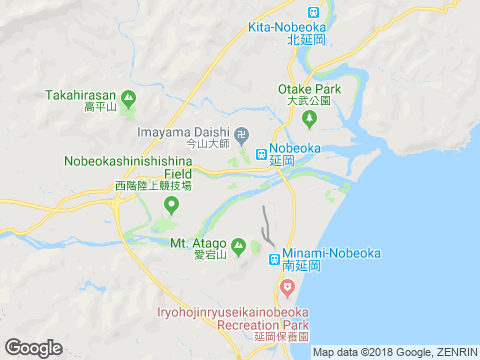 Kita-Nobeoka
北延岡
Takahirasan
高平山
Otake Park
大武公園
Imayama Daishi
今山大師
Nobeoka
延岡
Nobeokashinishishina
Field
西階陸上競技場
Mt. Atago
愛宕山
Minami-Nobeoka
南延岡
Iryohojinryuseikainobeoka
Recreation Park
延岡保養園
Google
Map data ©2018 Google, ZENRIN